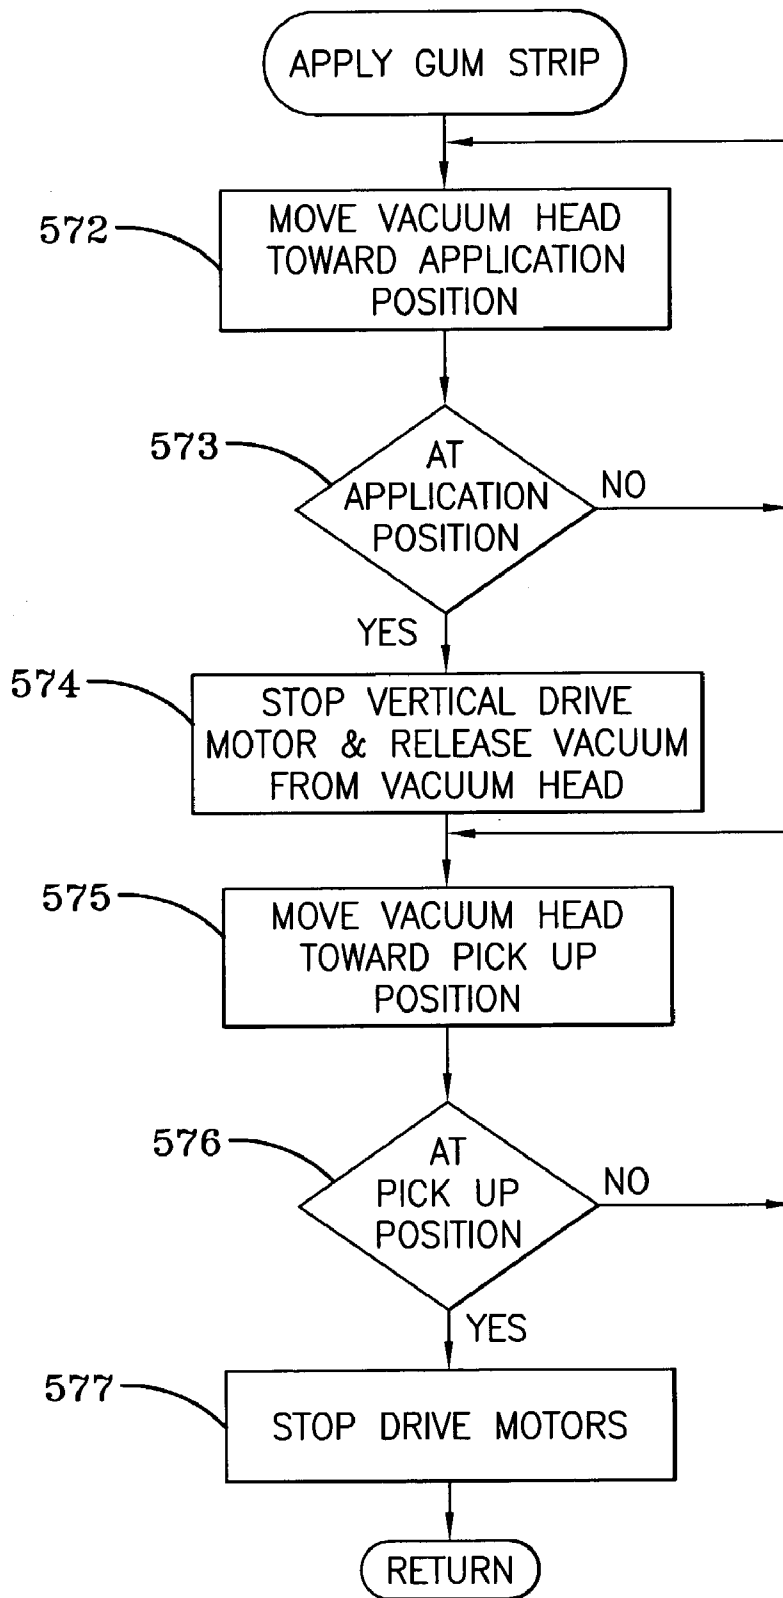 APPLY GUM STRIP
572
MOVE VACUUM HEAD
TOWARD APPLICATION
POSITION
573
AT
APPLICATION
POSITION
NO
YES
574
STOP VERTICAL DRIVE
MOTOR & RELEASE VACUUM
FROM VACUUM HEAD
575
MOVE VACUUM HEAD
TOWARD PICK UP
POSITION
576
AT
PICK UP
POSITION
NO
YES
577
STOP DRIVE MOTORS
RETURN